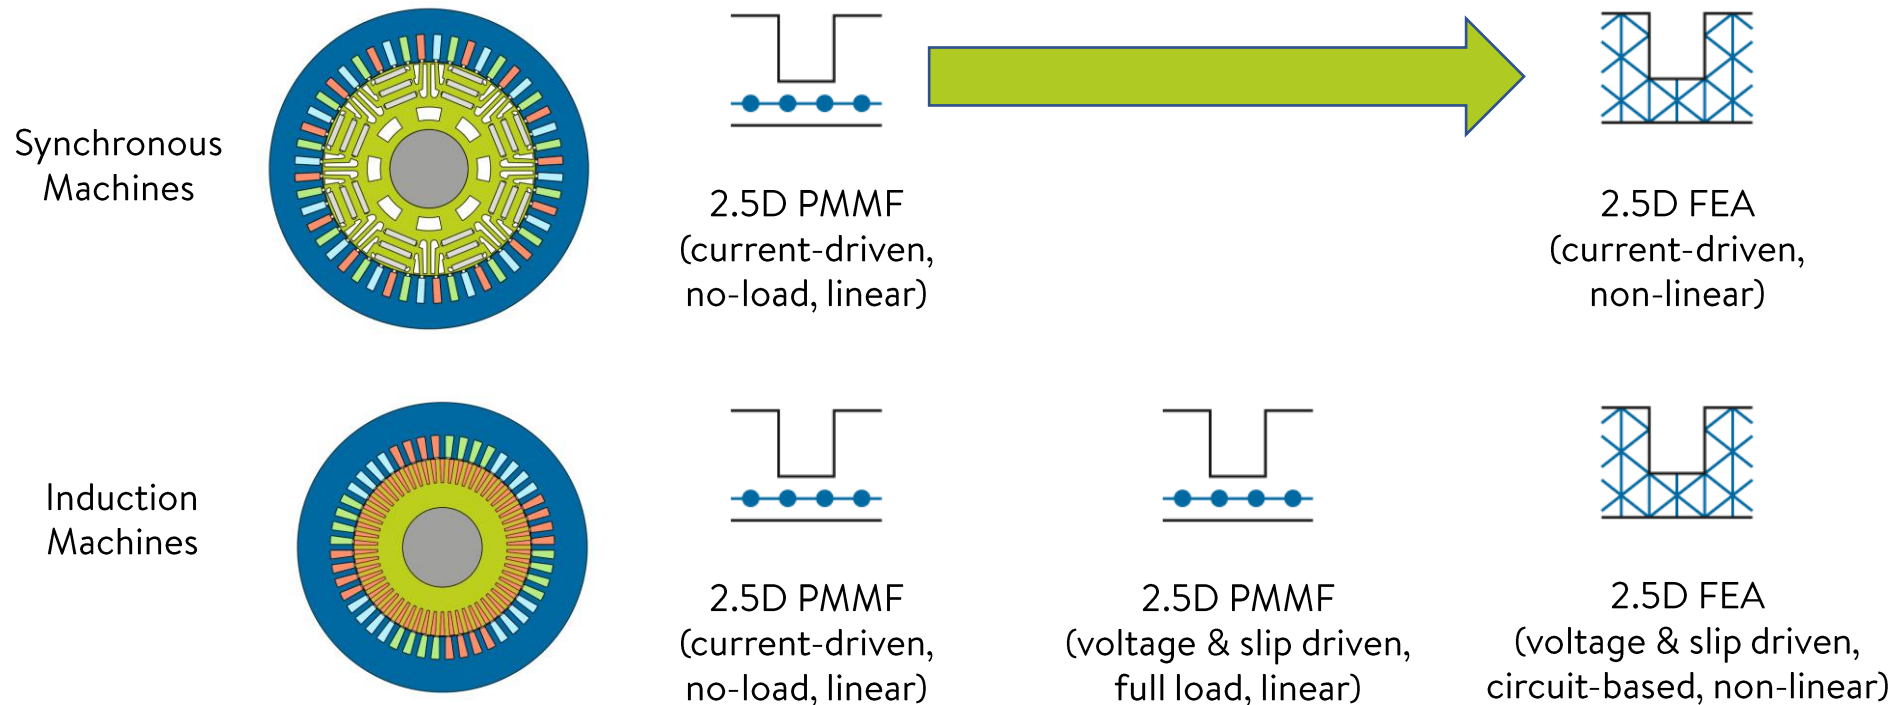 Synchronous
Machines
2.5D PMMF
(current-driven,
no-load, linear)
2.5D FEA
(current-driven,
non-linear)
Induction
Machines
2.5D PMMF
(current-driven,
no-load, linear)
2.5D PMMF
(voltage & slip driven,
full load, linear)
2.5D FEA
(voltage & slip driven,
circuit-based, non-linear)